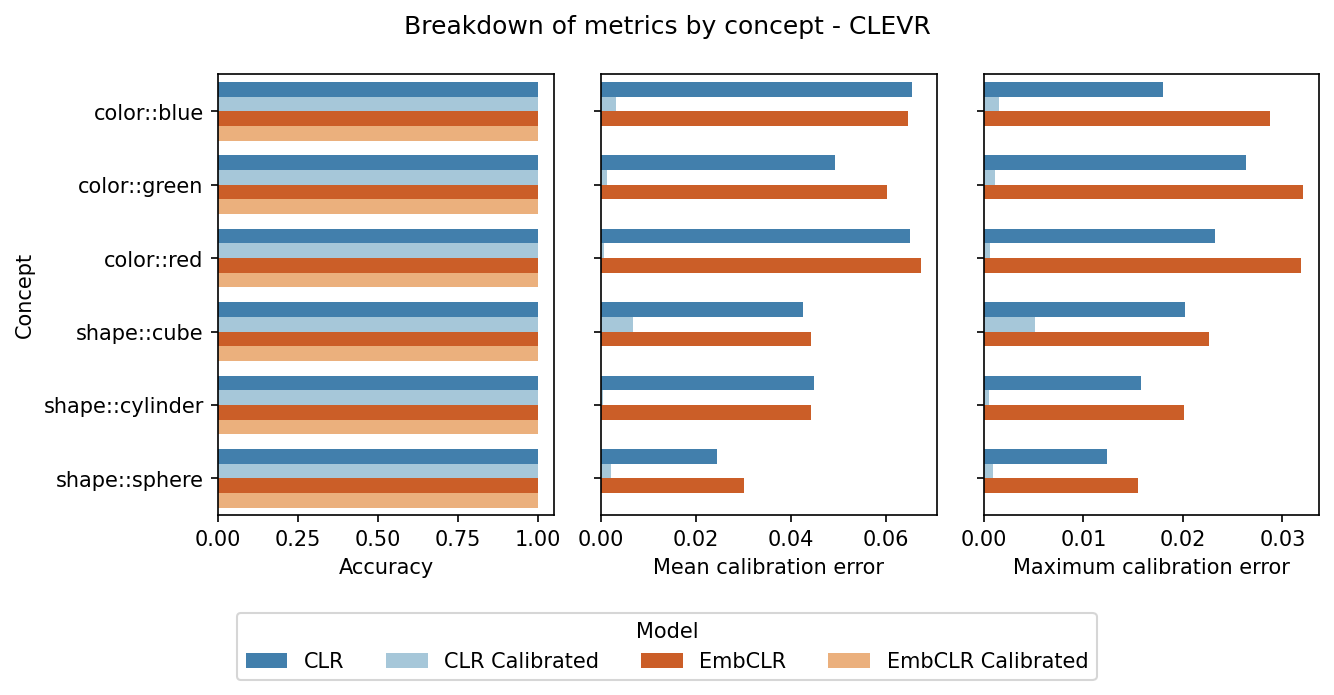 Breakdown of metrics by concept - CLEVR
Concept
color::blue
color::green
color::red
shape::cube
shape::cylinder
shape::sphere
0.00 0.25 0.50 0.75 1.00
Accuracy
0.00 0.02 0.04 0.06
Mean calibration error
0.00 0.01 0.02 0.03
Maximum calibration error
Model
CLR CLR Calibrated EmbCLR EmbCLR Calibrated